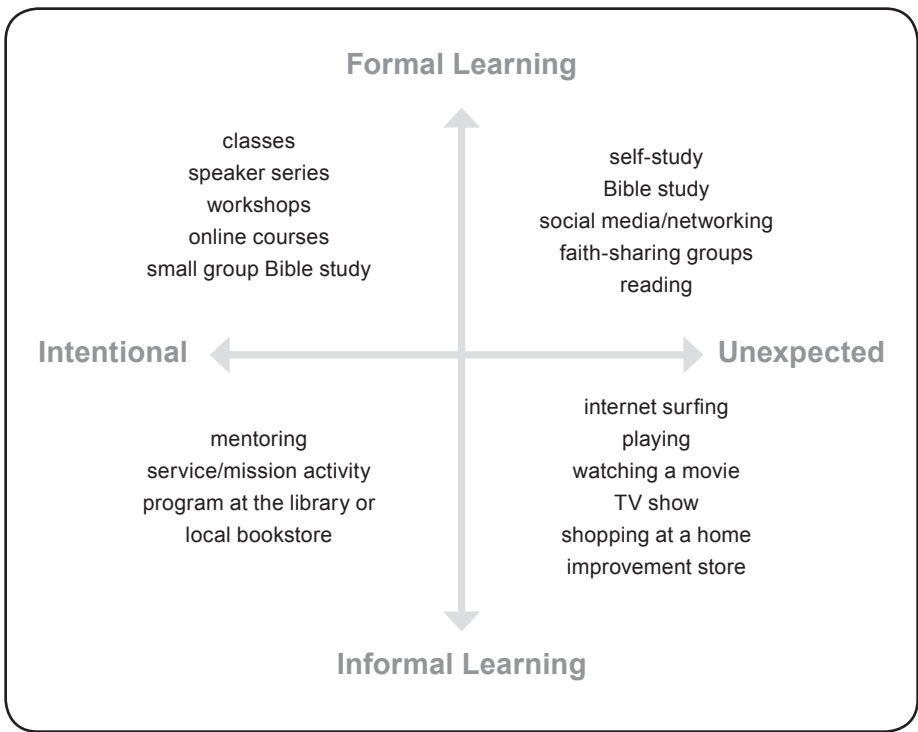 Formal Learning
classes
speaker series
workshops
online courses
small group Bible study
self-study
Bible study
social media/networking
faith-sharing groups
reading
Intentional
Unexpected
mentoring
service/mission activity
program at the library or
local bookstore
internet surfing
playing
watching a movie
TV show
shopping at a home
improvement store
Informal Learning